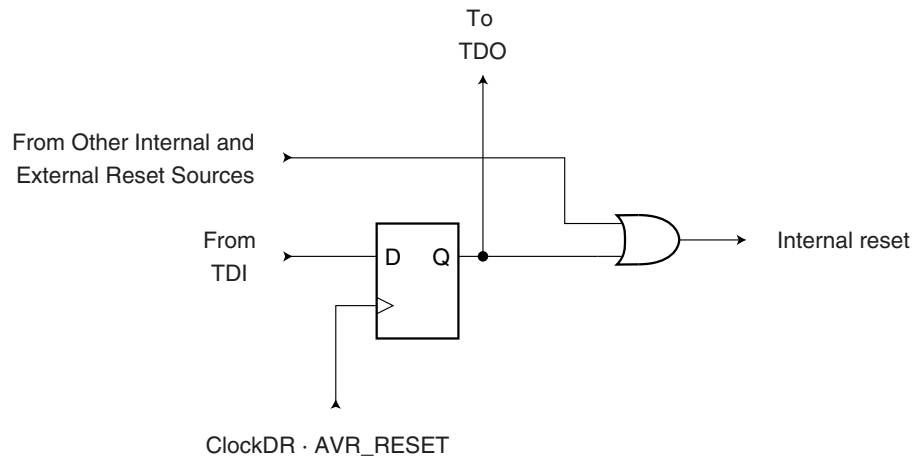 To
TDO
From Other Internal and
External Reset Sources
From
TDI
D Q
Internal reset
ClockDR · AVR_RESET